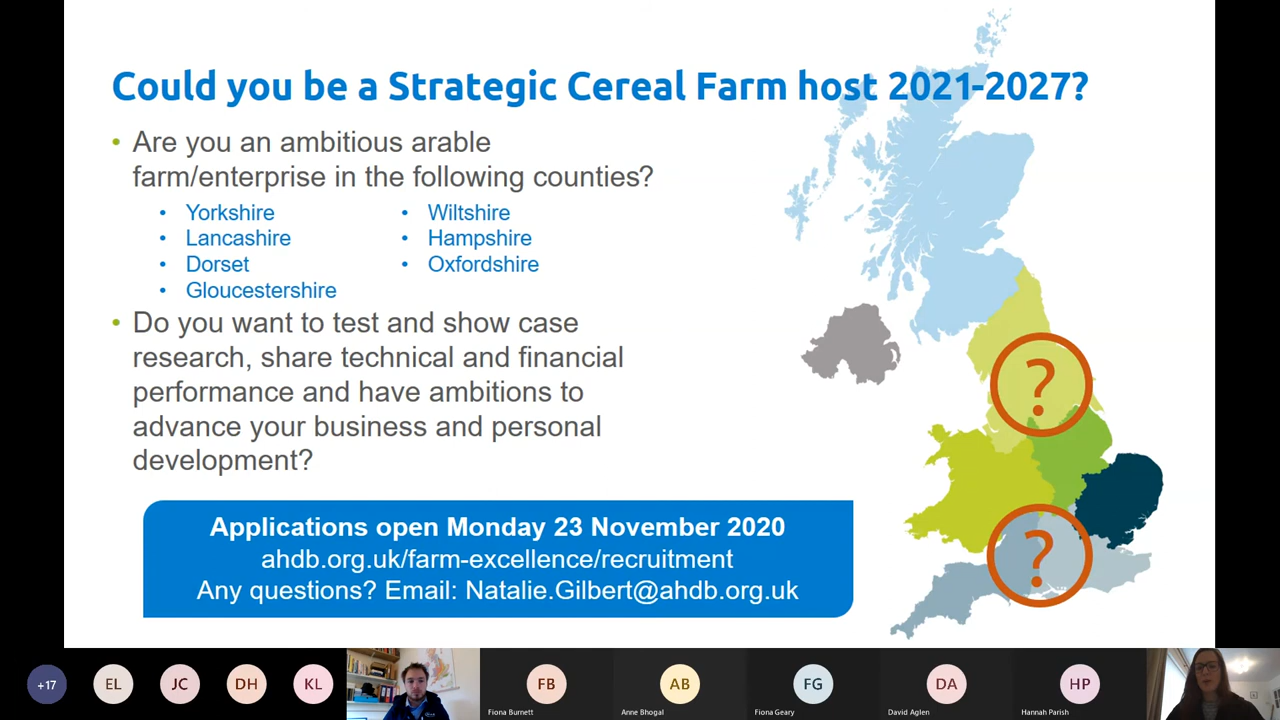 Could you be a Strategic Cereal Farm host 2021-2027?
• Are you an ambitious arable
farm/enterprise in the following counties?
• Yorkshire
• Lancashire
• Dorset
• Gloucestershire
• Wiltshire
• Hampshire
• Oxfordshire
• Do you want to test and show case
research, share technical and financial
performance and have ambitions to
advance your business and personal
development?
?
?
Applications open Monday 23 November 2020
ahdb.org.uk/farm-excellence/recruitment
Any questions? Email: Natalie.Gilbert@ahdb.org.uk
+17
EL
JC
DH
KL
FB
Fiona Burnett
AB
Anne Bhogal
FG
Fiona Geary
DA
David Aglen
HP
Hannah Parish